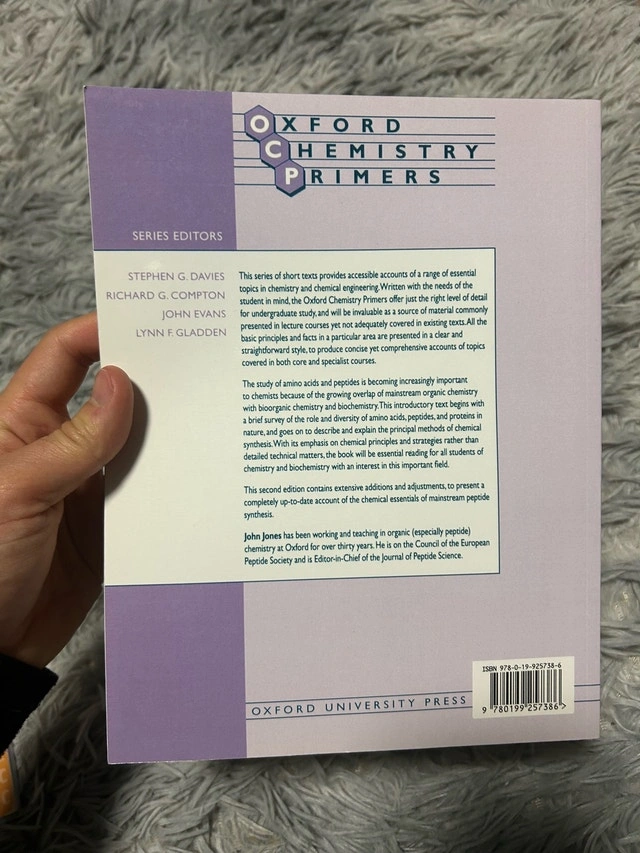 OXFORD
CHEMISTRY
PRIMERS
SERIES EDITORS
STEPHEN G. DAVIES
RICHARD G. COMPTON
JOHN EVANS
LYNN F. GLADDEN
This series of short texts provides accessible accounts of a range of essential
topics in chemistry and chemical engineering. Written with the needs of the
student in mind, the Oxford Chemistry Primers offer just the right level of detail
for undergraduate study, and will be invaluable as a source of material commonly
presented in lecture courses yet not adequately covered in existing texts. All the
basic principles and facts in a particular area are presented in a clear and
straightforward style, to produce concise yet comprehensive accounts of topics
covered in both core and specialist courses.
The study of amino acids and peptides is becoming increasingly important
to chemists because of the growing overlap of mainstream organic chemistry
with bioorganic chemistry and biochemistry. This introductory text begins with
a brief survey of the role and diversity of amino acids, peptides, and proteins in
nature, and goes on to describe and explain the principal methods of chemical
synthesis. With its emphasis on chemical principles and strategies rather than
detailed technical matters, the book will be essential reading for all students of
chemistry and biochemistry with an interest in this important field.
This second edition contains extensive additions and adjustments, to present a
completely up-to-date account of the chemical essentials of mainstream peptide
synthesis.
John Jones has been working and teaching in organic (especially peptide)
chemistry at Oxford for over thirty years. He is on the Council of the European
Peptide Society and is Editor-in-Chief of the Journal of Peptide Science.
ISBN 978-0-19-925738-6
9 780199 257386 >
OXFORD UNIVERSITY PRESS